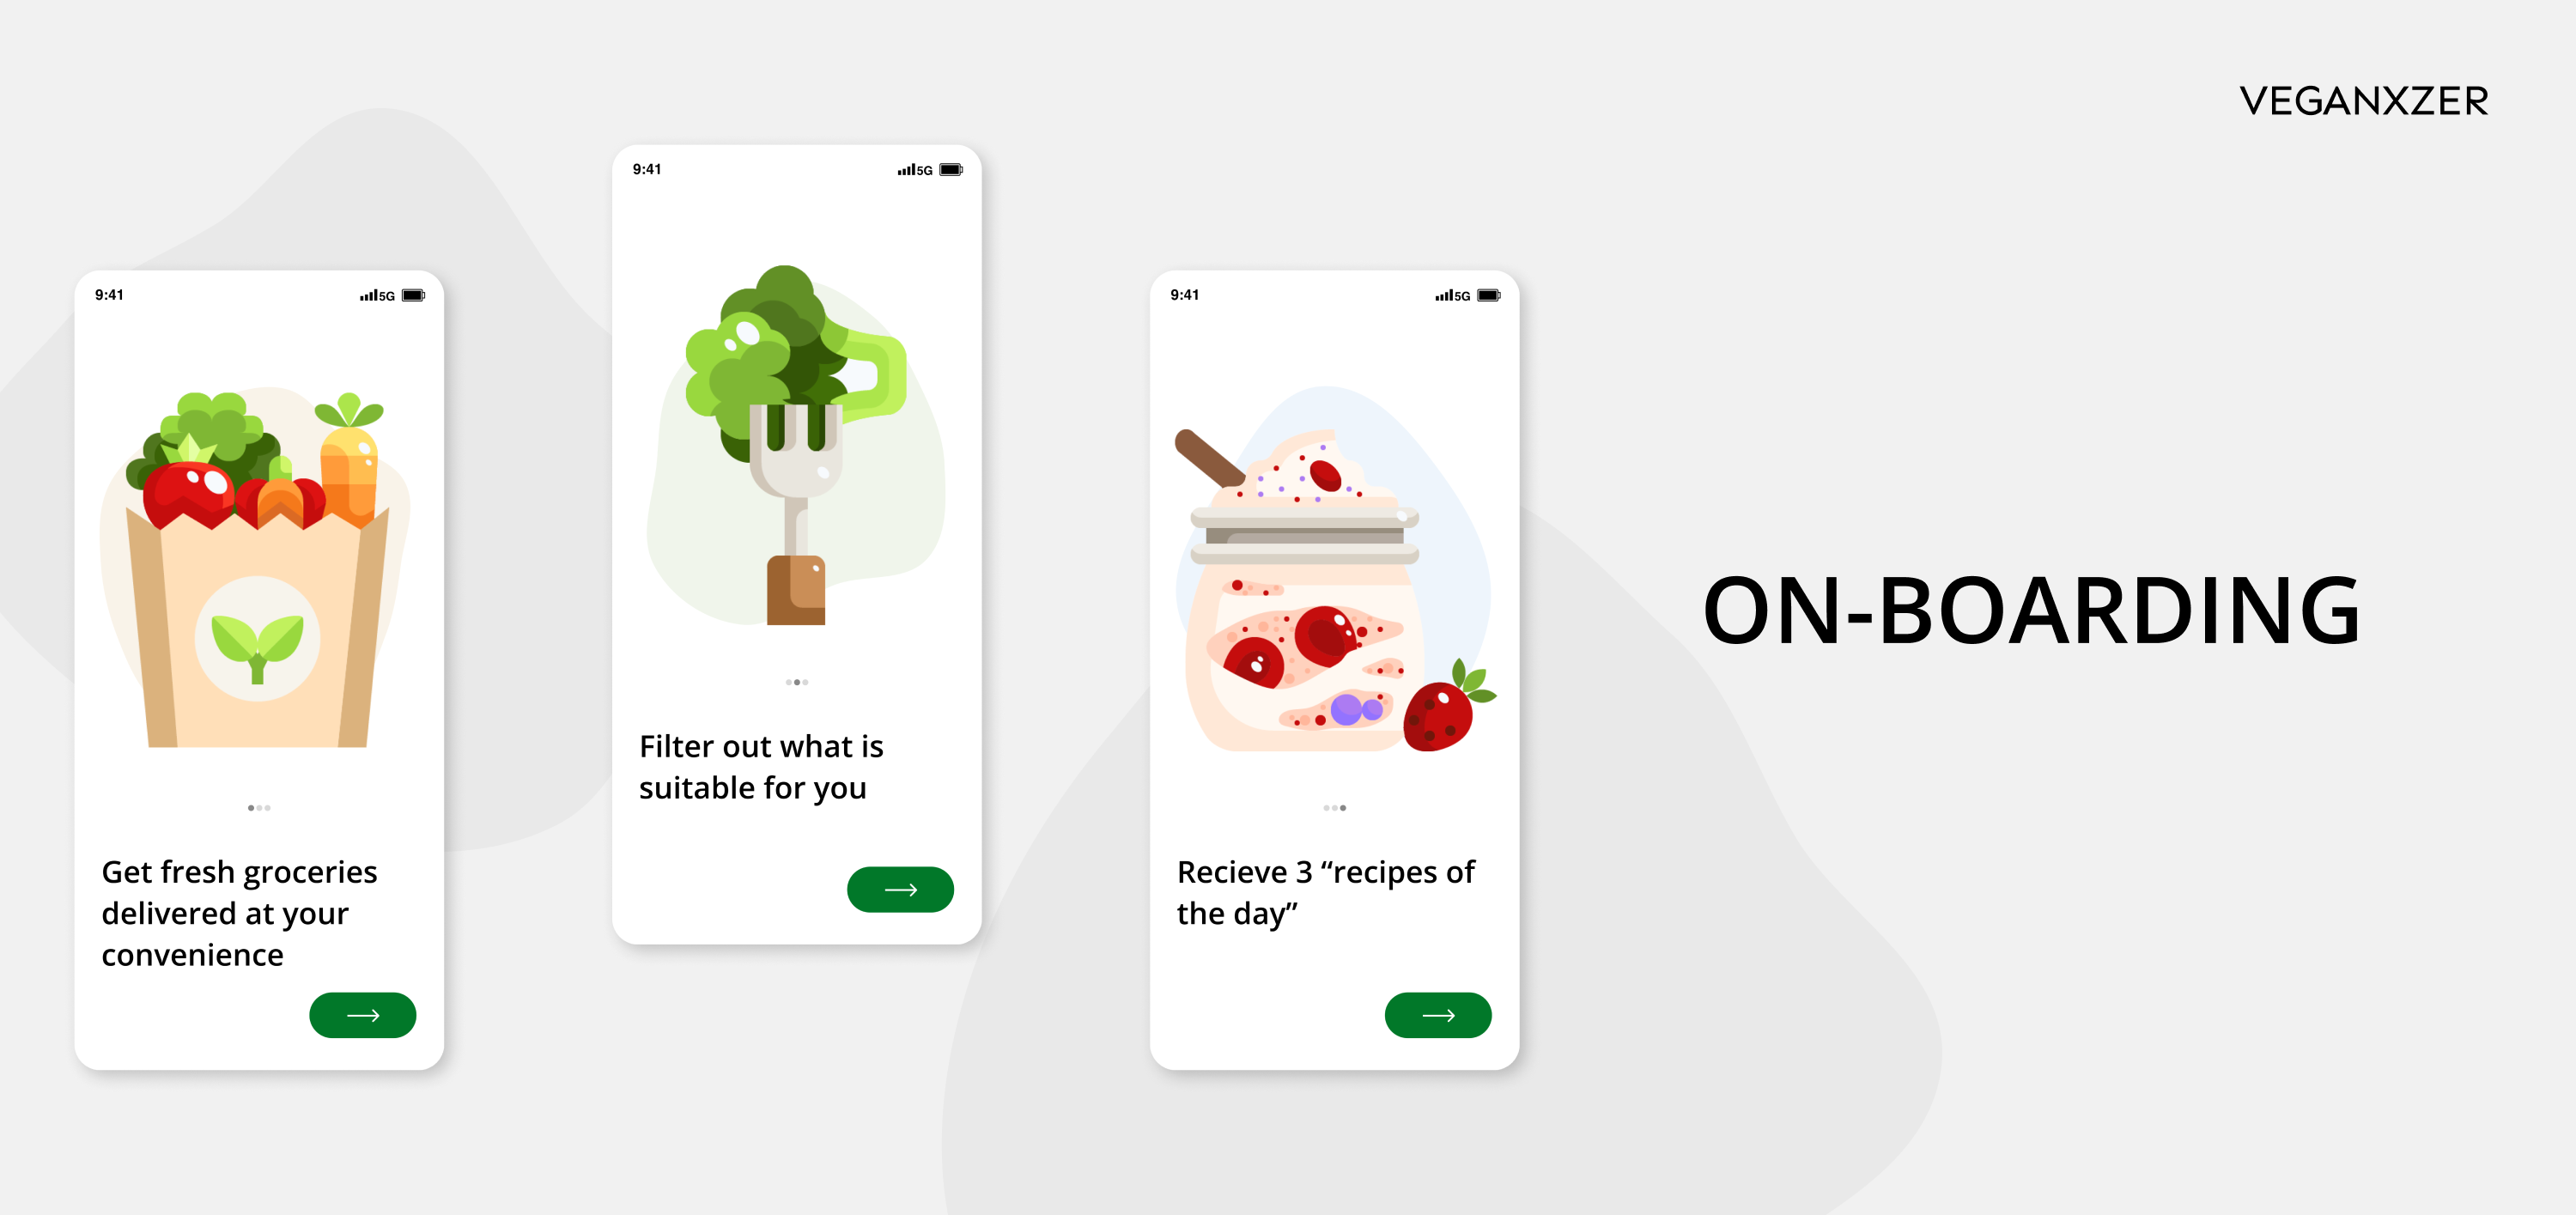 VEGANXZER
9:41
5G
Get fresh groceries
delivered at your
convenience
9:41
5G
Filter out what is
suitable for you
9:41
5G
Recieve 3 “recipes of
the day”
ON-BOARDING